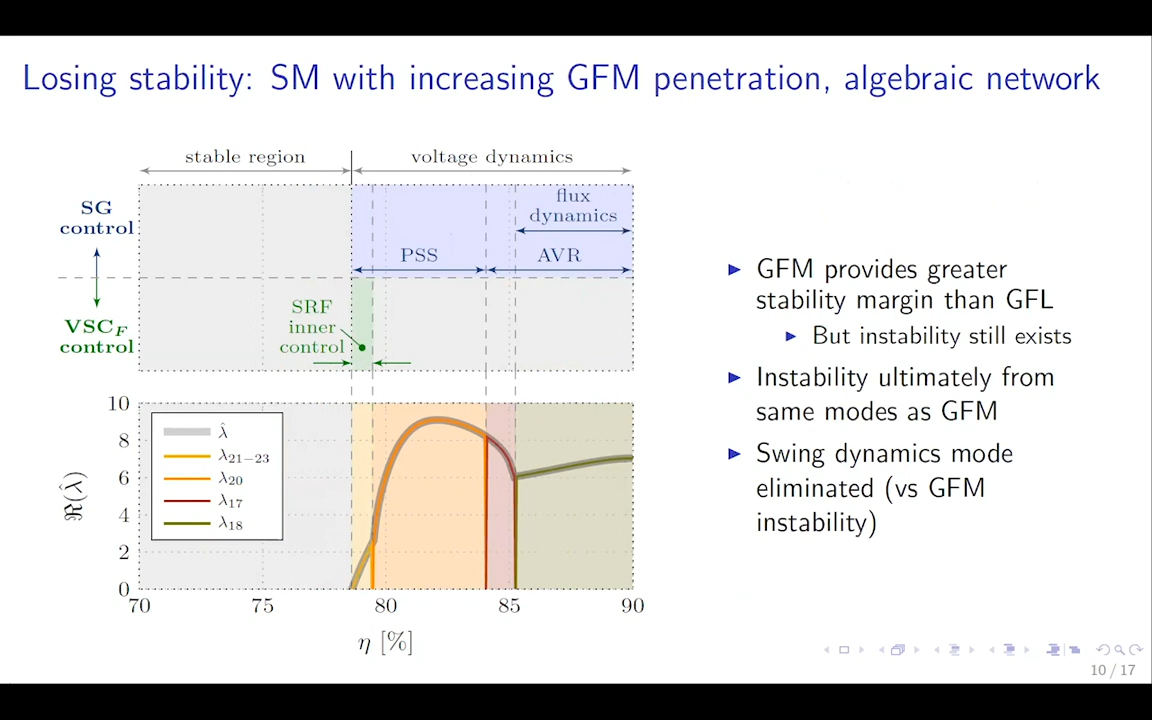 Losing stability: SM with increasing GFM penetration, algebraic network
stable region
voltage dynamics
flux
dynamics
SG
control
PSS
AVR
VSC_F
control
SRF
inner
control
10
8
6
4
2
0
ℜ(λ̂)
λ̂
λ₂₁₋₂₃
λ₂₀
λ₁₇
λ₁₈
70
75
80
85
90
η [%]
▶ GFM provides greater
stability margin than GFL
▶ But instability still exists
▶ Instability ultimately from
same modes as GFM
▶ Swing dynamics mode
eliminated (vs GFM
instability)
10 / 17